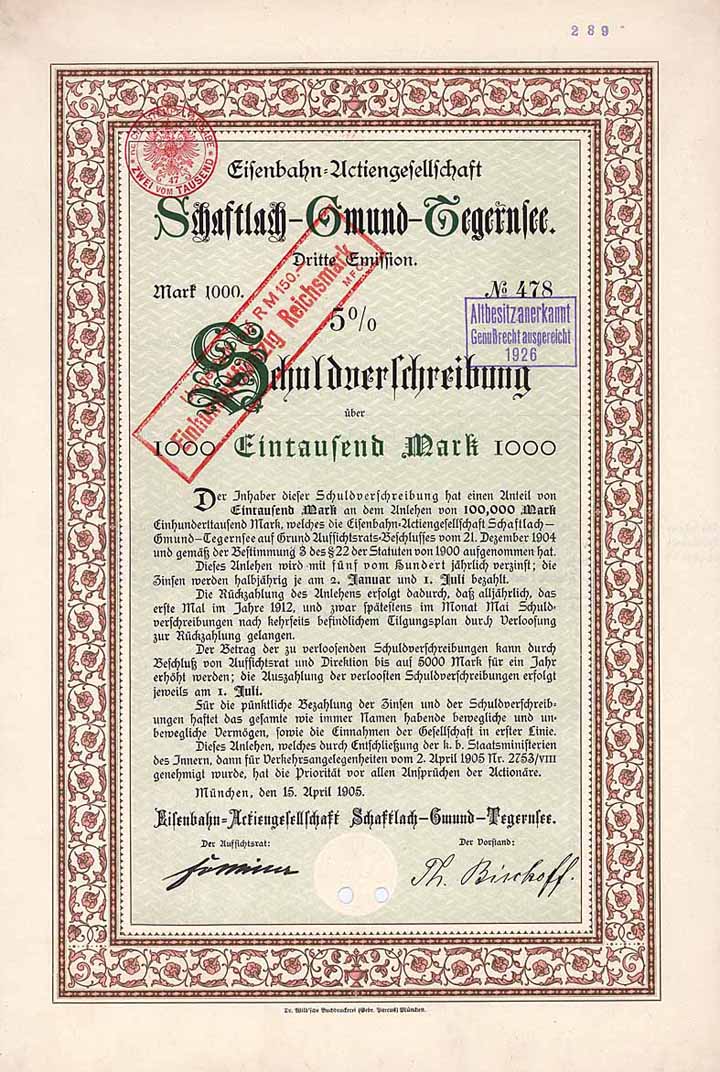 289
ZWEI VOM TAUSEND
Eisenbahn-Actiengesellschaft
Schaftlach-Gmund-Tegernsee.
Dritte Emission.
Mark 1000.
No 478
RM 150.-
Reichsmark
5%
Altbesitz anerkannt
Genußrecht ausgereicht
1926
Schuldverschreibung
über
1000 Eintausend Mark 1000
Der Inhaber dieser Schuldverschreibung hat einen Anteil von
Eintausend Mark an dem Anlehen von 100,000 Mark
Einhunderttausend Mark, welches die Eisenbahn-Actiengesellschaft Schaftlach-
Gmund-Tegernsee auf Grund Aufsichtsrats-Beschlusses vom 21. Dezember 1904
und gemäß der Bestimmung 3 des § 22 der Statuten von 1900 aufgenommen hat.
Dieses Anlehen wird mit fünf vom Hundert jährlich verzinst; die
Zinsen werden halbjährig je am 2. Januar und 1. Juli bezahlt.
Die Rückzahlung des Anlehens erfolgt dadurch, daß alljährlich, das
erste Mal im Jahre 1912, und zwar spätestens im Monat Mai Schuld-
verschreibungen nach kehrseits befindlichem Tilgungsplan durch Verloosung
zur Rückzahlung gelangen.
Der Betrag der zu verloosenden Schuldverschreibungen kann durch
Beschluß von Aufsichtsrat und Direktion bis auf 5000 Mark für ein Jahr
erhöht werden; die Auszahlung der verloosten Schuldverschreibungen erfolgt
jeweils am 1. Juli.
Für die pünktliche Bezahlung der Zinsen und der Schuldverschreib-
ungen haftet das gesamte wie immer Namen habende bewegliche und un-
bewegliche Vermögen, sowie die Einnahmen der Gesellschaft in erster Linie.
Dieses Anlehen, welches durch Entschließung der k. b. Staatsministerien
des Innern, dann für Verkehrsangelegenheiten vom 2. April 1905 Nr. 2753/VIII
genehmigt wurde, hat die Priorität vor allen Ansprüchen der Actionäre.
München, den 15. April 1905.
Eisenbahn-Actiengesellschaft Schaftlach-Gmund-Tegernsee.
Der Aufsichtsrat:
Der Vorstand:
Th. Bischoff.
Dr. Wild'sche Buchdruckerei (Gebr. Parcus) München.